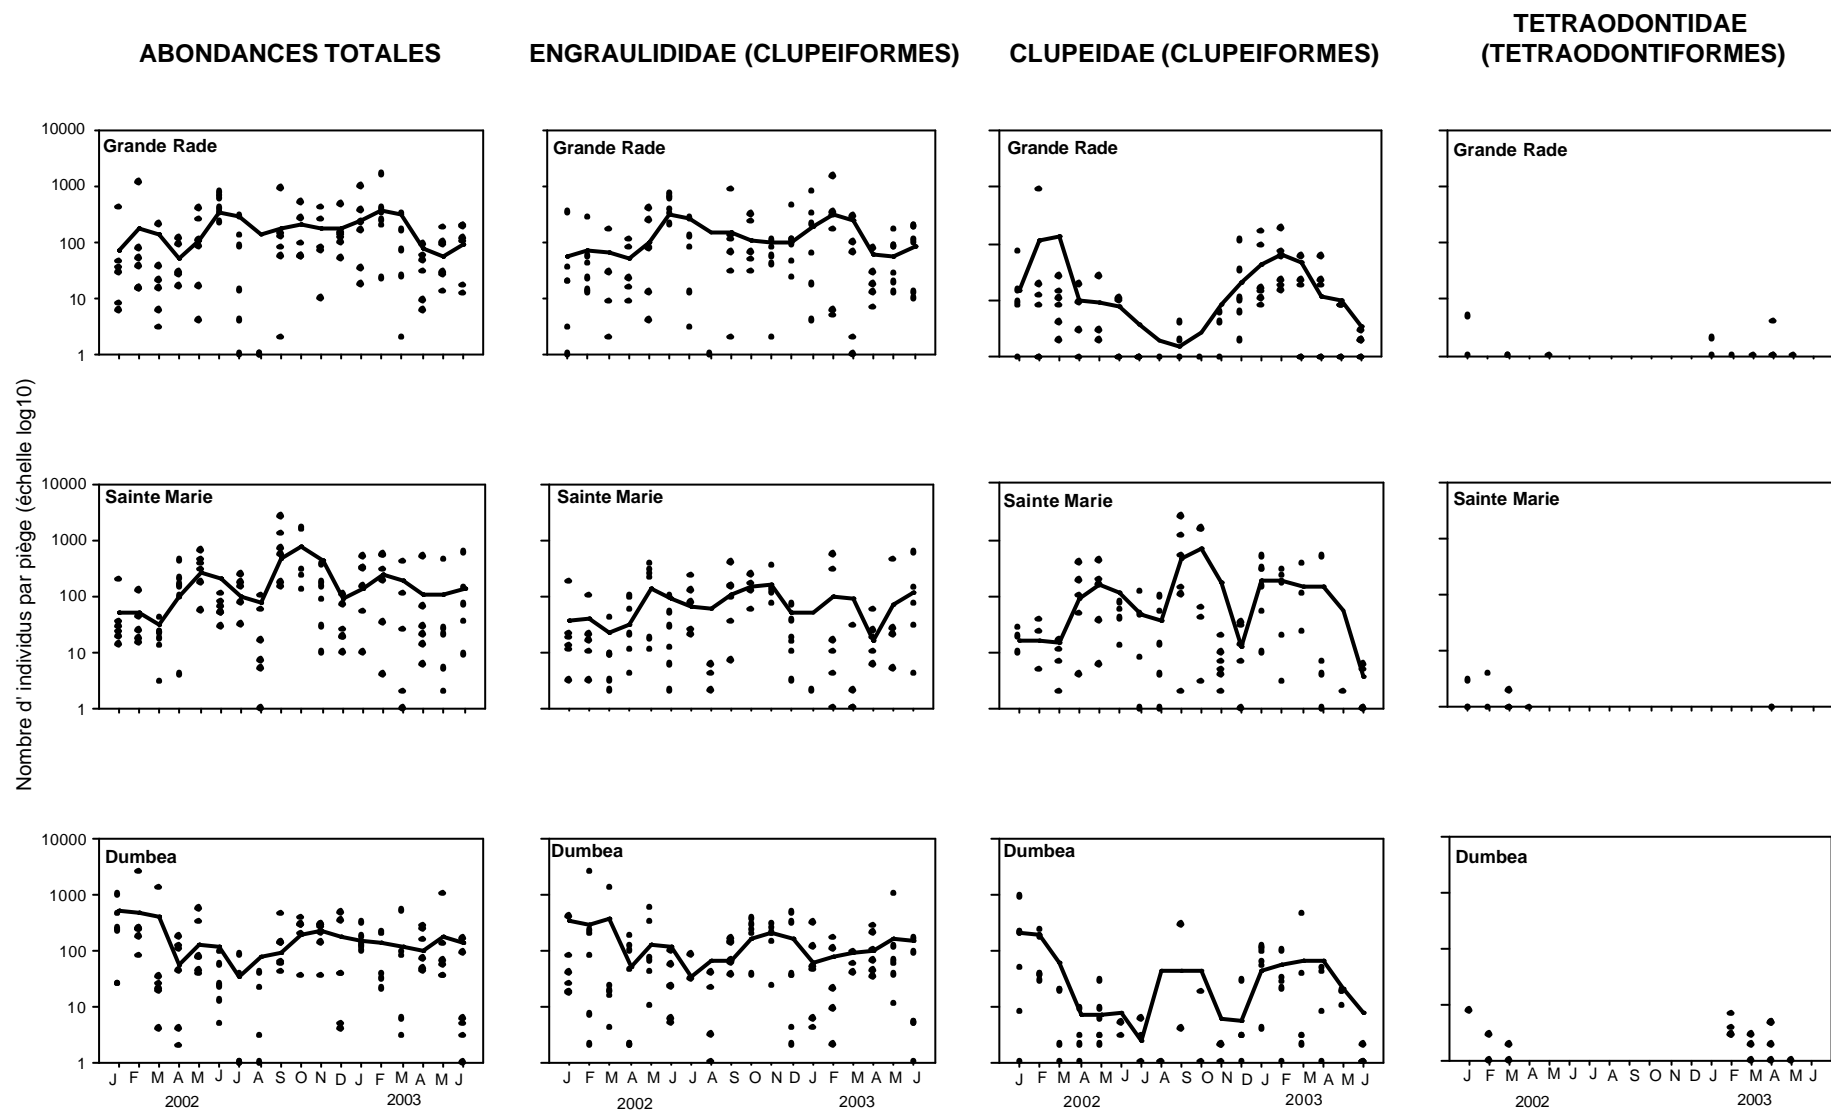 ABONDANCES TOTALES
ENGRAULIDIDAE (CLUPEIFORMES)
CLUPEIDAE (CLUPEIFORMES)
TETRAODONTIDAE
(TETRAODONTIFORMES)
Nombre d' individus par piège (échelle log10)
10000
1000
100
10
1
Grande Rade
Grande Rade
Grande Rade
Grande Rade
10000
1000
100
10
1
Sainte Marie
Sainte Marie
Sainte Marie
Sainte Marie
10000
1000
100
10
1
Dumbea
Dumbea
Dumbea
Dumbea
J F M A M J J A S O N D J F M A M J
2002 2003
J F M A M J J A S O N D J F M A M J
2002 2003
J F M A M J J A S O N D J F M A M J
2002 2003
J F M A M J J A S O N D J F M A M J
2002 2003